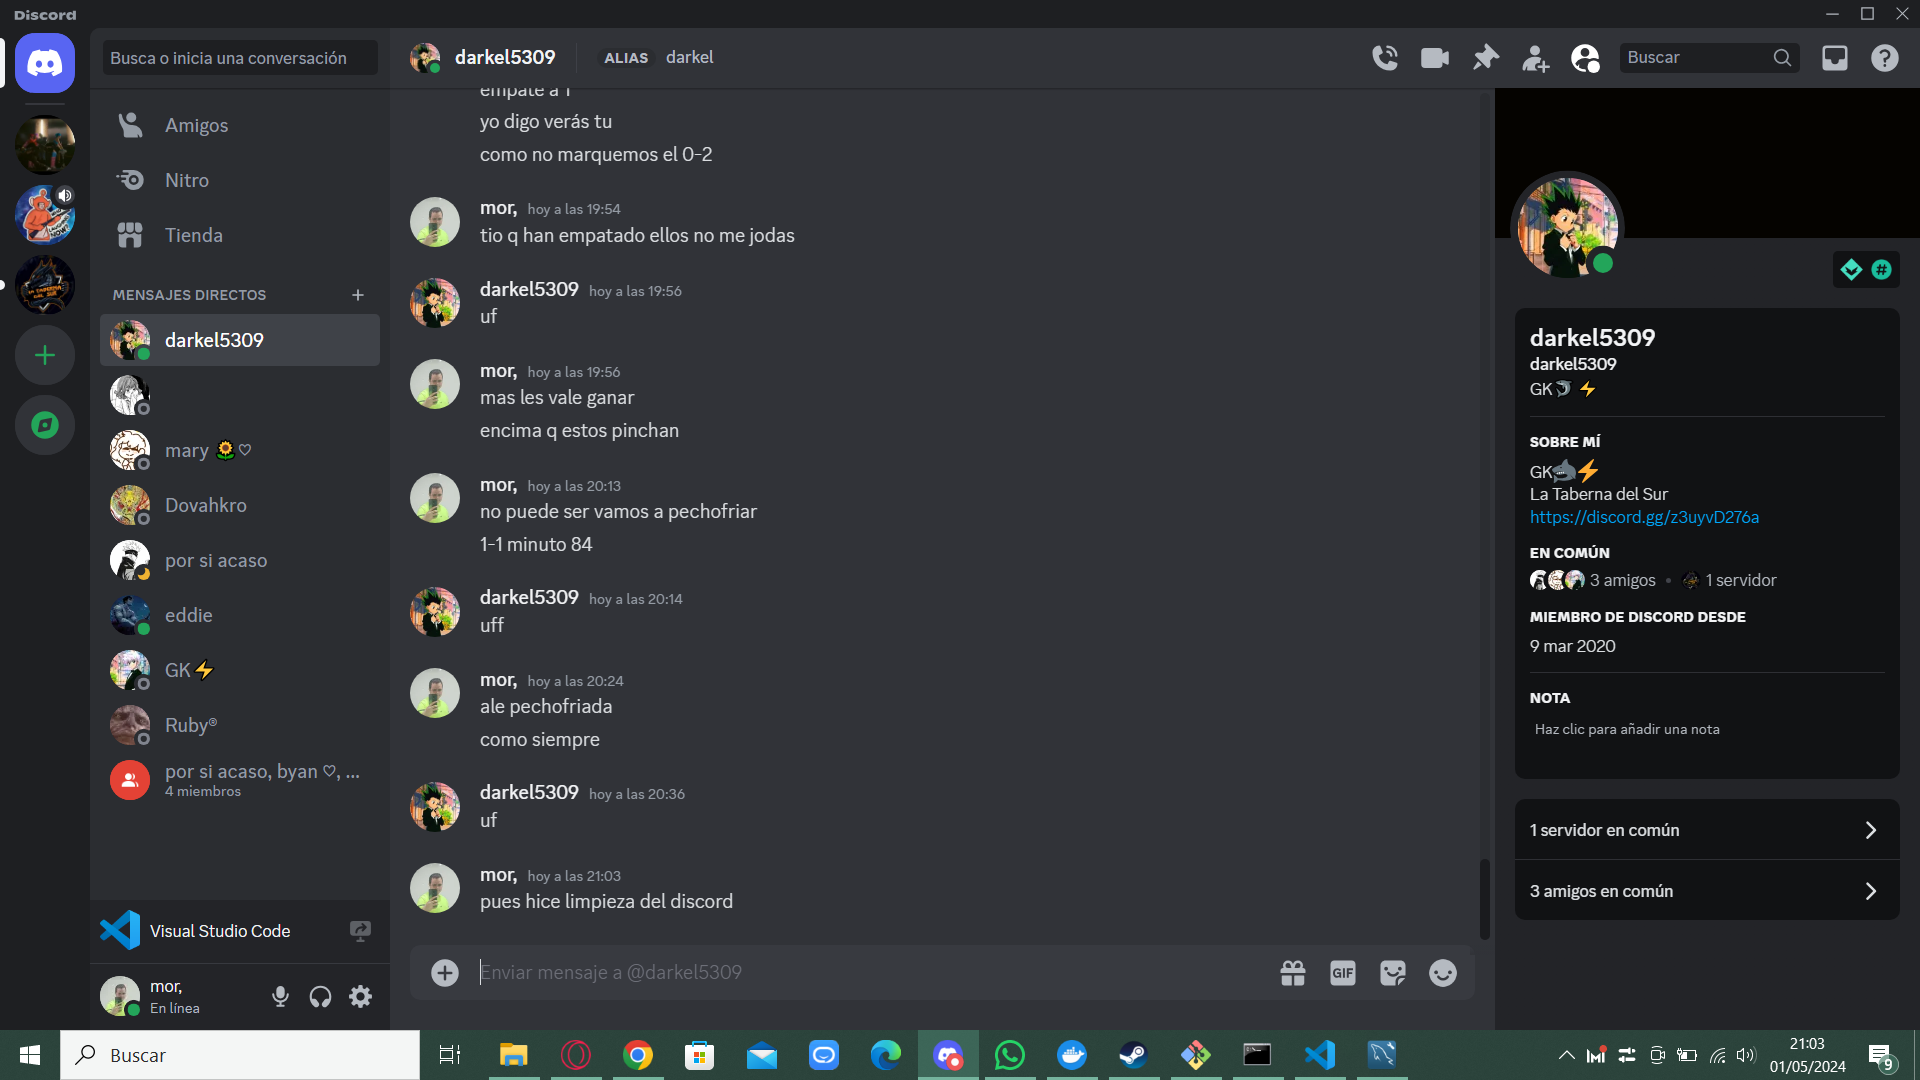 Discord
Busca o inicia una conversación
Amigos
Nitro
Tienda
MENSAJES DIRECTOS
darkel5309
mary
Dovahkro
por si acaso
eddie
GK
Ruby®
por si acaso, byan ♡, ...
4 miembros
Visual Studio Code
mor,
En línea
darkel5309
ALIAS darkel
Buscar
empate a 1
yo digo verás tu
como no marquemos el 0-2
mor, hoy a las 19:54
tio q han empatado ellos no me jodas
darkel5309 hoy a las 19:56
uf
mor, hoy a las 19:56
mas les vale ganar
encima q estos pinchan
mor, hoy a las 20:13
no puede ser vamos a pechofriar
1-1 minuto 84
darkel5309 hoy a las 20:14
uff
mor, hoy a las 20:24
ale pechofriada
como siempre
darkel5309 hoy a las 20:36
uf
mor, hoy a las 21:03
pues hice limpieza del discord
Enviar mensaje a @darkel5309
GIF
darkel5309
darkel5309
GK
SOBRE MÍ
GK
La Taberna del Sur
https://discord.gg/z3uyvD276a
EN COMÚN
3 amigos • 1 servidor
MIEMBRO DE DISCORD DESDE
9 mar 2020
NOTA
Haz clic para añadir una nota
1 servidor en común
3 amigos en común
Buscar
21:03
01/05/2024
9